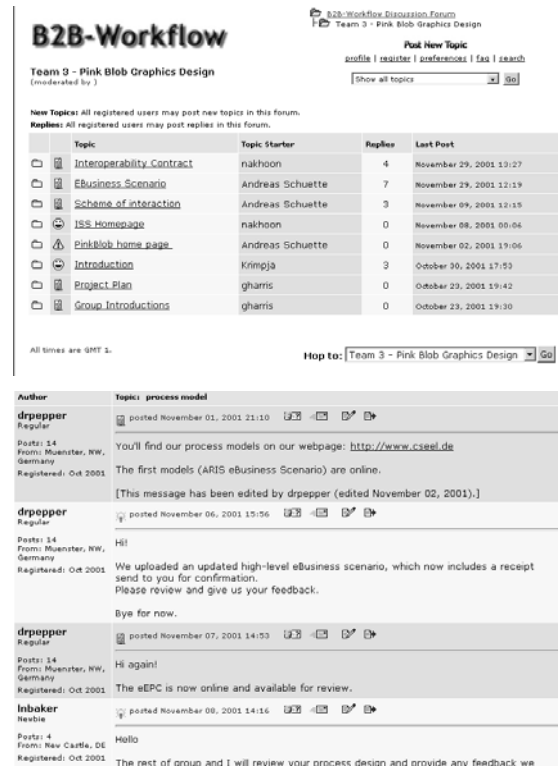 B2B-Workflow Discussion Forum
Team 3 - Pink Blob Graphics Design
B2B-Workflow
Post New Topic
profile | register | preferences | faq | search
Team 3 - Pink Blob Graphics Design
(moderated by )
Show all topics Go
New Topics: All registered users may post new topics in this forum.
Replies: All registered users may post replies in this forum.
Topic Topic Starter Replies Last Post
Interoperability Contract nakhoon 4 November 29, 2001 13:27
EBusiness Scenario Andreas Schuette 7 November 29, 2001 12:19
Scheme of interaction Andreas Schuette 3 November 09, 2001 12:15
ISS Homepage nakhoon 0 November 08, 2001 00:06
PinkBlob home page Andreas Schuette 0 November 02, 2001 19:06
Introduction Krimpja 3 October 30, 2001 17:53
Project Plan gharris 0 October 23, 2001 19:42
Group Introductions gharris 0 October 23, 2001 19:30
All times are GMT 1.
Hop to: Team 3 - Pink Blob Graphics Design Go
Author Topic: process model
drpepper
Regular
posted November 01, 2001 21:10
Posts: 14
From: Muenster, NW, Germany
Registered: Oct 2001
You'll find our process models on our webpage: http://www.cseel.de
The first models (ARIS eBusiness Scenario) are online.
[This message has been edited by drpepper (edited November 02, 2001).]
drpepper
Regular
posted November 06, 2001 15:56
Posts: 14
From: Muenster, NW, Germany
Registered: Oct 2001
Hi!
We uploaded an updated high-level eBusiness scenario, which now includes a receipt
send to you for confirmation.
Please review and give us your feedback.
Bye for now.
drpepper
Regular
posted November 07, 2001 14:53
Posts: 14
From: Muenster, NW, Germany
Registered: Oct 2001
Hi again!
The eEPC is now online and available for review.
lnbaker
Newbie
posted November 08, 2001 14:16
Posts: 4
From: New Castle, DE
Registered: Oct 2001
Hello
The rest of group and I will review your process design and provide any feedback we